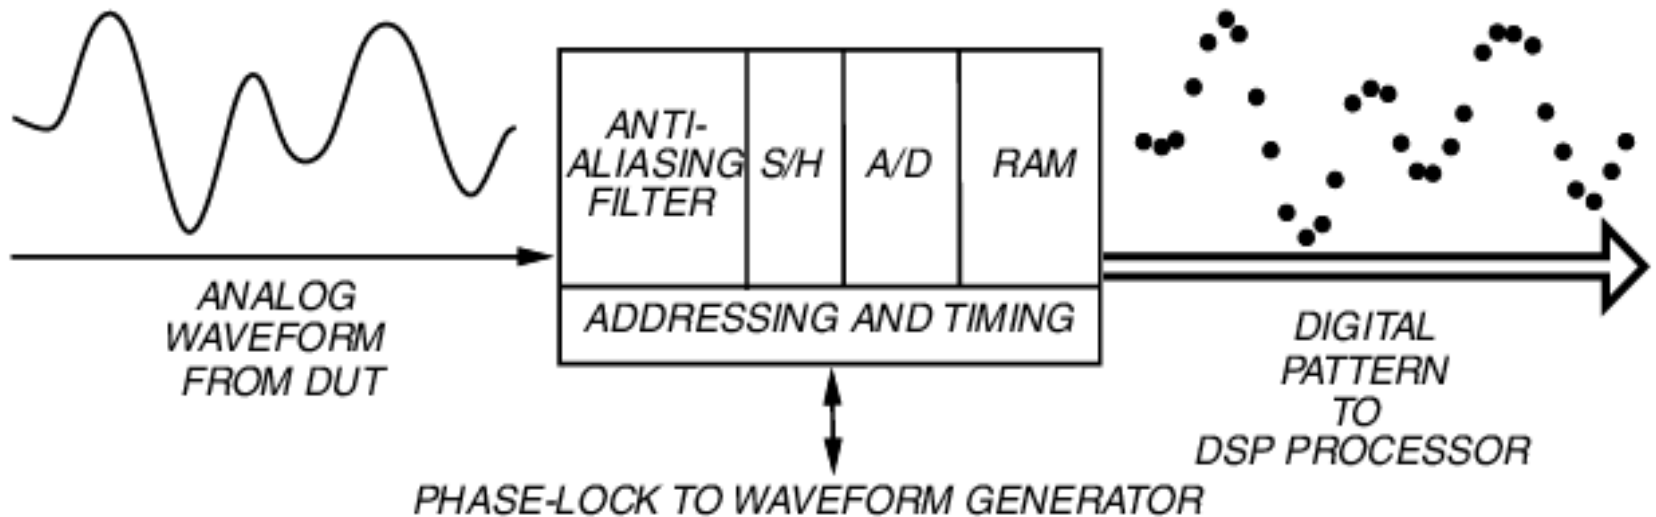 ANTI-
ALIASING
FILTER
S/H
A/D
RAM
ADDRESSING AND TIMING
ANALOG
WAVEFORM
FROM DUT
DIGITAL
PATTERN
TO
DSP PROCESSOR
PHASE-LOCK TO WAVEFORM GENERATOR